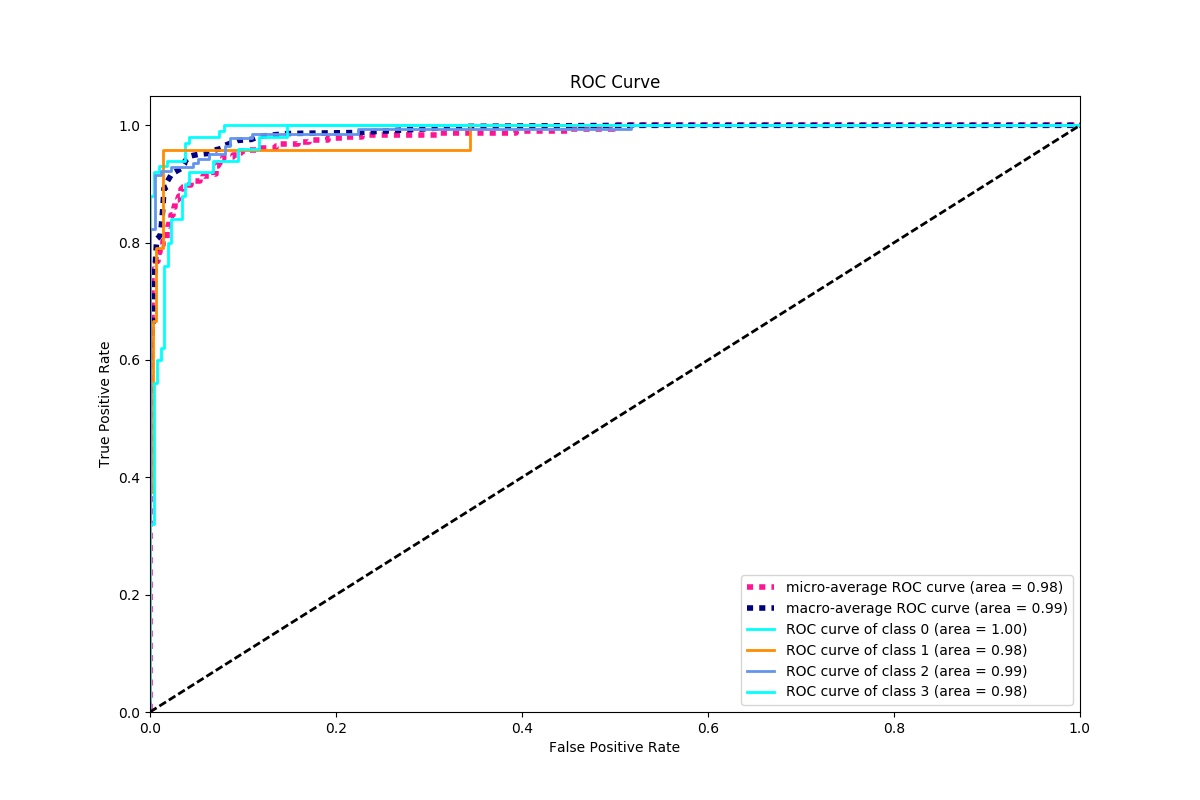 ROC Curve
1.0
0.8
0.6
0.4
0.2
0.0
True Positive Rate
micro-average ROC curve (area = 0.98)
macro-average ROC curve (area = 0.99)
ROC curve of class 0 (area = 1.00)
ROC curve of class 1 (area = 0.98)
ROC curve of class 2 (area = 0.99)
ROC curve of class 3 (area = 0.98)
0.0 0.2 0.4 0.6 0.8 1.0
False Positive Rate